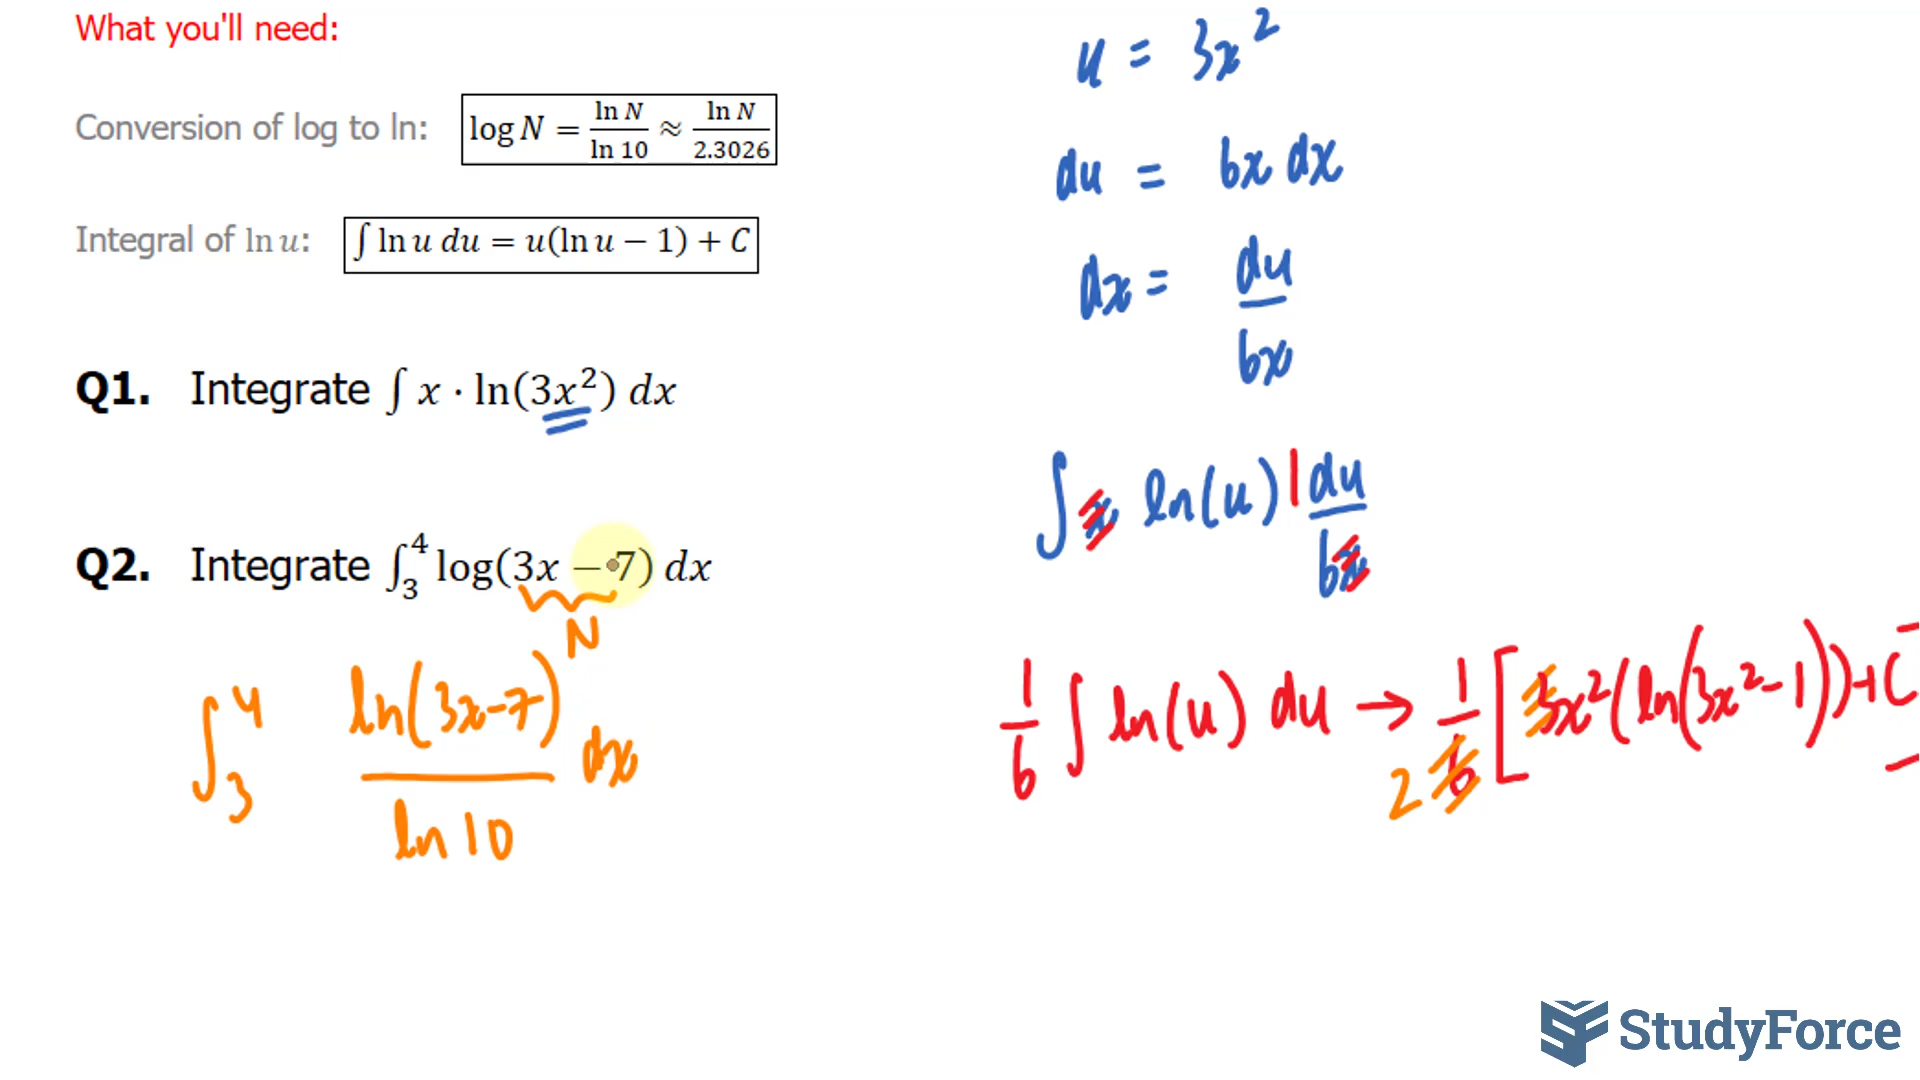 What you'll need:
Conversion of log to ln: log N = ln N / ln 10 ≈ ln N / 2.3026
Integral of ln u: ∫ ln u du = u(ln u − 1) + C
Q1. Integrate ∫ x · ln(3x²) dx
Q2. Integrate ∫₃⁴ log(3x − 7) dx
N
∫₃⁴ ln(3x-7) / ln 10 dx
u = 3x²
du = 6x dx
dx = du / 6x
∫ x ln(u) 1 du / 6x
1/6 ∫ ln(u) du → 1/6 [3x²(ln(3x²-1))+C
2
StudyForce